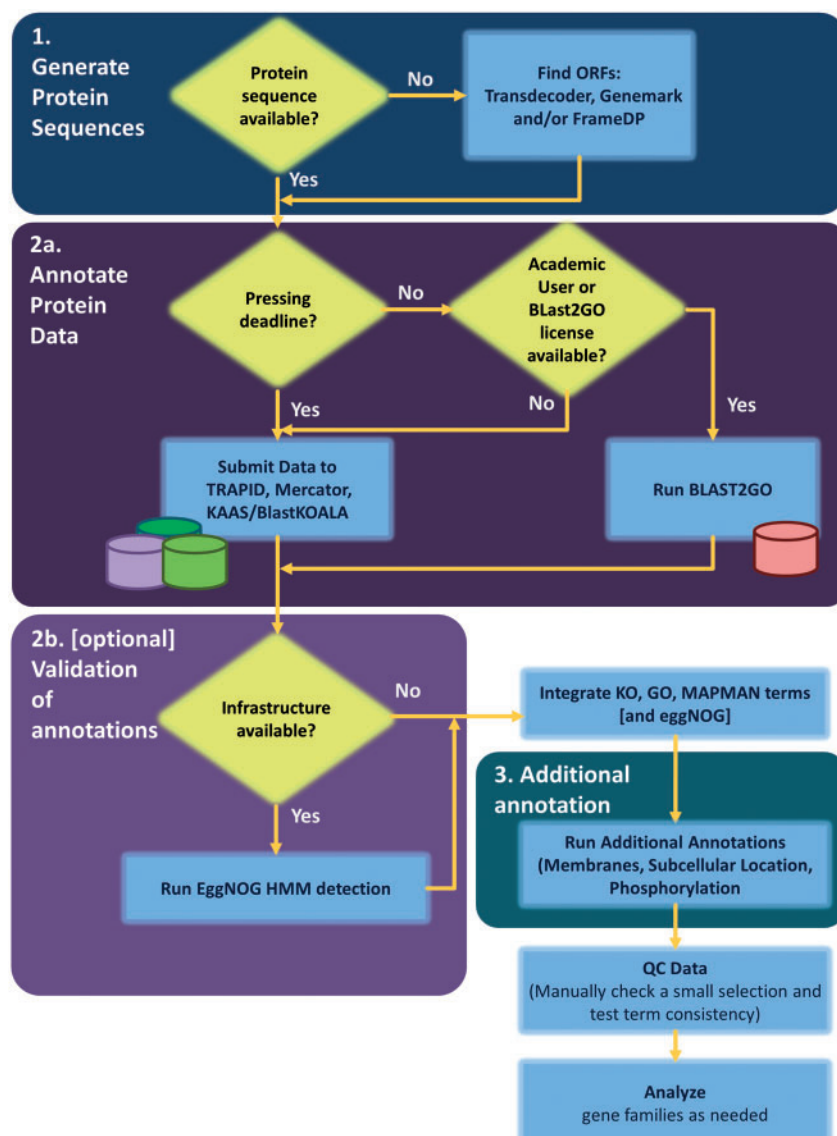 1.
Generate
Protein
Sequences
Protein
sequence
available?
No
Find ORFs:
Transdecoder, Genemark
and/or FrameDP
Yes
2a.
Annotate
Protein
Data
Pressing
deadline?
No
Academic
User or
BLast2GO
license
available?
Yes
No
Yes
Submit Data to
TRAPID, Mercator,
KAAS/BlastKOALA
Run BLAST2GO
2b. [optional]
Validation
of
annotations
Infrastructure
available?
No
Integrate KO, GO, MAPMAN terms
[and eggNOG]
Yes
Run EggNOG HMM detection
3. Additional
annotation
Run Additional Annotations
(Membranes, Subcellular Location,
Phosphorylation
QC Data
(Manually check a small selection and
test term consistency)
Analyze
gene families as needed